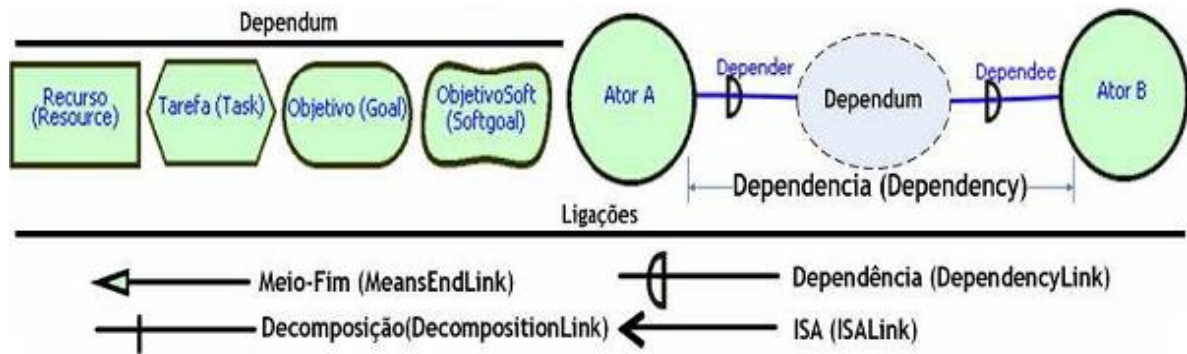 Dependum
Recurso
(Resource)
Tarefa (Task)
Objetivo (Goal)
ObjetivoSoft
(Softgoal)
Ator A
Depender
Dependum
Dependee
Ator B
Dependencia (Dependency)
Ligações
Meio-Fim (MeansEndLink)
Dependência (DependencyLink)
Decomposição(DecompositionLink)
ISA (ISALink)